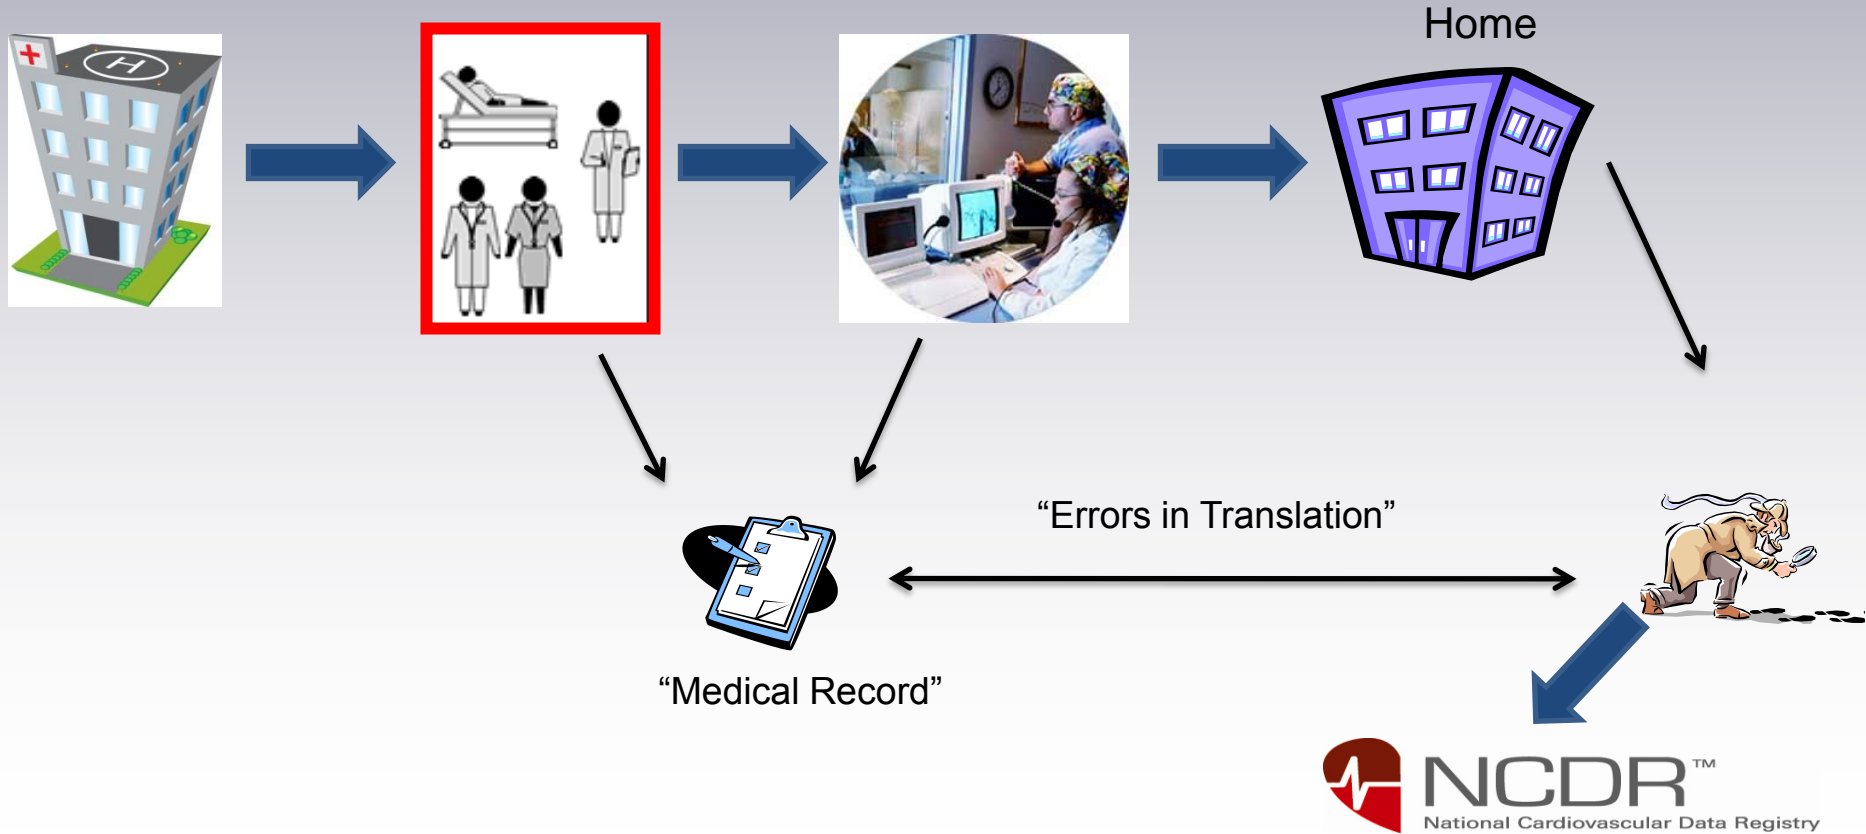 Home
H
“Errors in Translation”
“Medical Record”
NCDR™
National Cardiovascular Data Registry